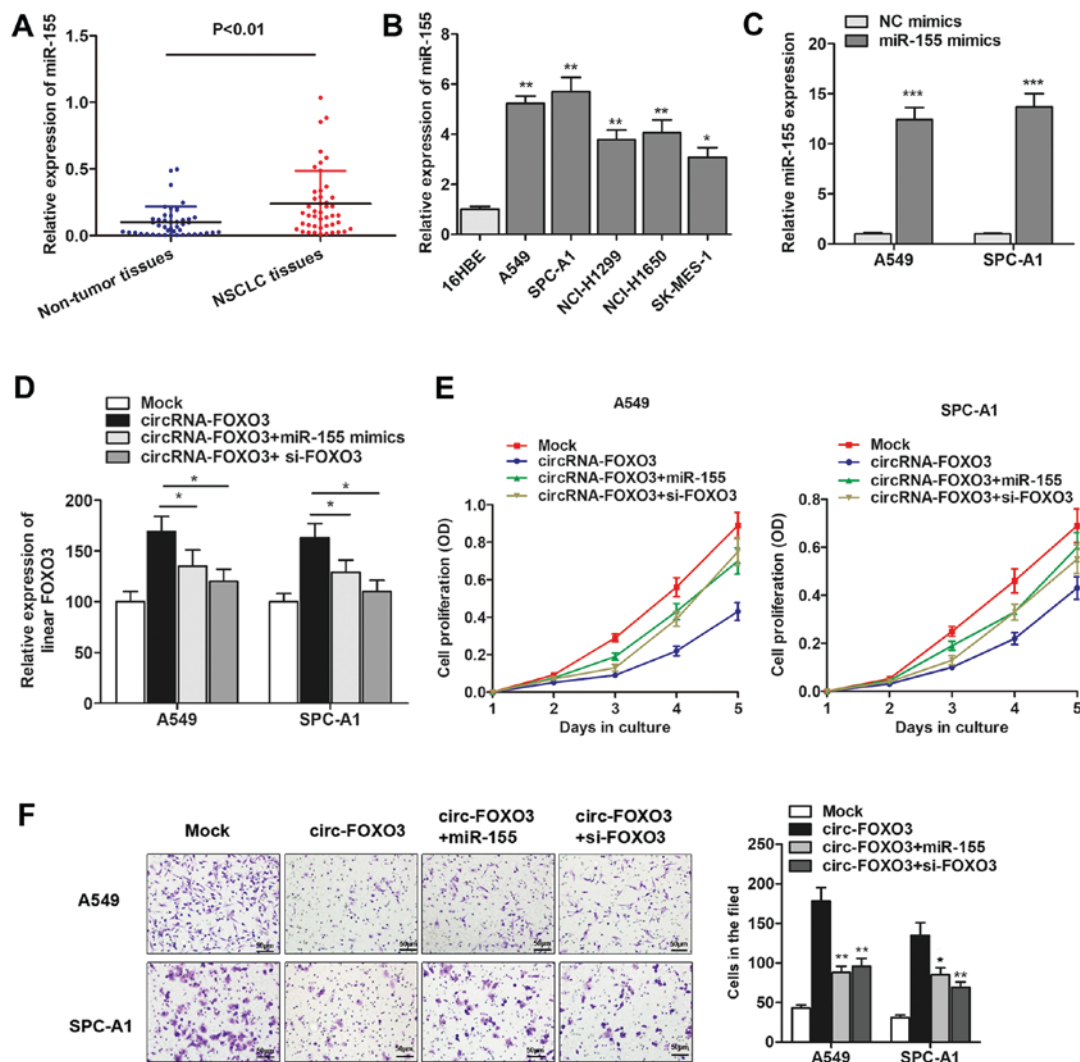 A
P<0.01
Relative expression of miR-155
1.5
1.0
0.5
0.0
Non-tumor tissues
NSCLC tissues
B
Relative expression of miR-155
8
6
4
2
0
**
**
**
**
*
16HBE
A549
SPC-A1
NCI-H1299
NCI-H1650
SK-MES-1
C
NC mimics
miR-155 mimics
Relative miR-155 expression
20
15
10
5
0
***
***
A549
SPC-A1
D
Mock
circRNA-FOXO3
circRNA-FOXO3+miR-155 mimics
circRNA-FOXO3+ si-FOXO3
Relative expression of
linear FOXO3
200
150
100
50
0
*
*
*
*
A549
SPC-A1
E
A549
Mock
circRNA-FOXO3
circRNA-FOXO3+miR-155
circRNA-FOXO3+si-FOXO3
Cell proliferation (OD)
1.0
0.8
0.6
0.4
0.2
0.0
1 2 3 4 5
Days in culture
SPC-A1
Mock
circRNA-FOXO3
circRNA-FOXO3+miR-155
circRNA-FOXO3+si-FOXO3
Cell proliferation (OD)
0.8
0.6
0.4
0.2
0.0
1 2 3 4 5
Days in culture
F
Mock
circ-FOXO3
circ-FOXO3
+miR-155
circ-FOXO3
+si-FOXO3
A549
50μm
50μm
50μm
50μm
SPC-A1
50μm
50μm
50μm
50μm
Mock
circ-FOXO3
circ-FOXO3+miR-155
circ-FOXO3+si-FOXO3
Cells in the filed
250
200
150
100
50
0
**
**
*
**
A549
SPC-A1